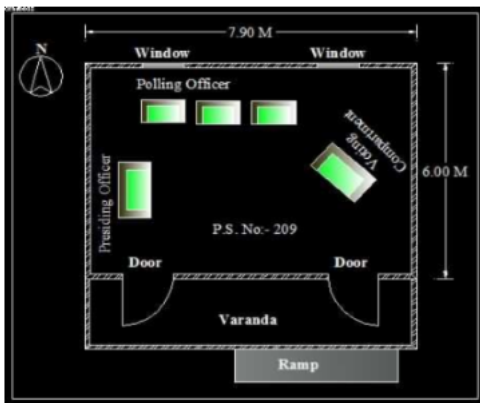 7.90 M
N
Window
Window
Polling Officer
Voting
Compartment
6.00 M
Presiding Officer
P.S. No:- 209
Door
Door
Varanda
Ramp